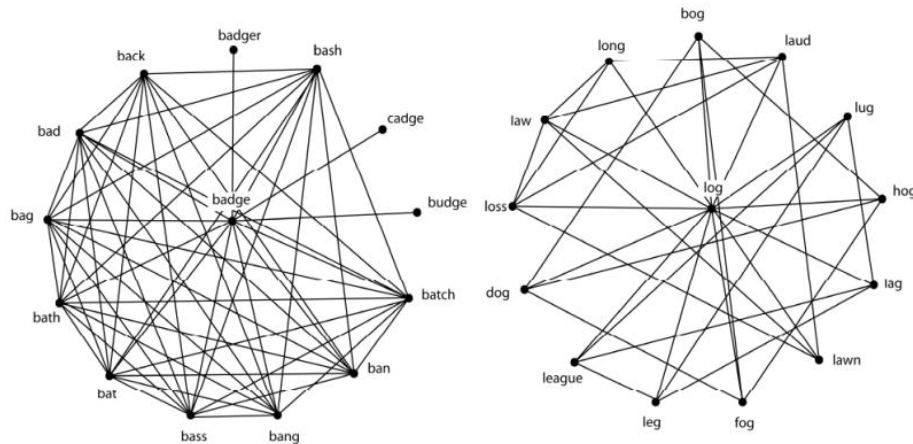 badger
back
bash
bad
cadge
badge
bag
budge
bath
batch
bat
ban
bass
bang
bog
long
laud
law
lug
log
hog
loss
dog
lag
league
lawn
leg
fog